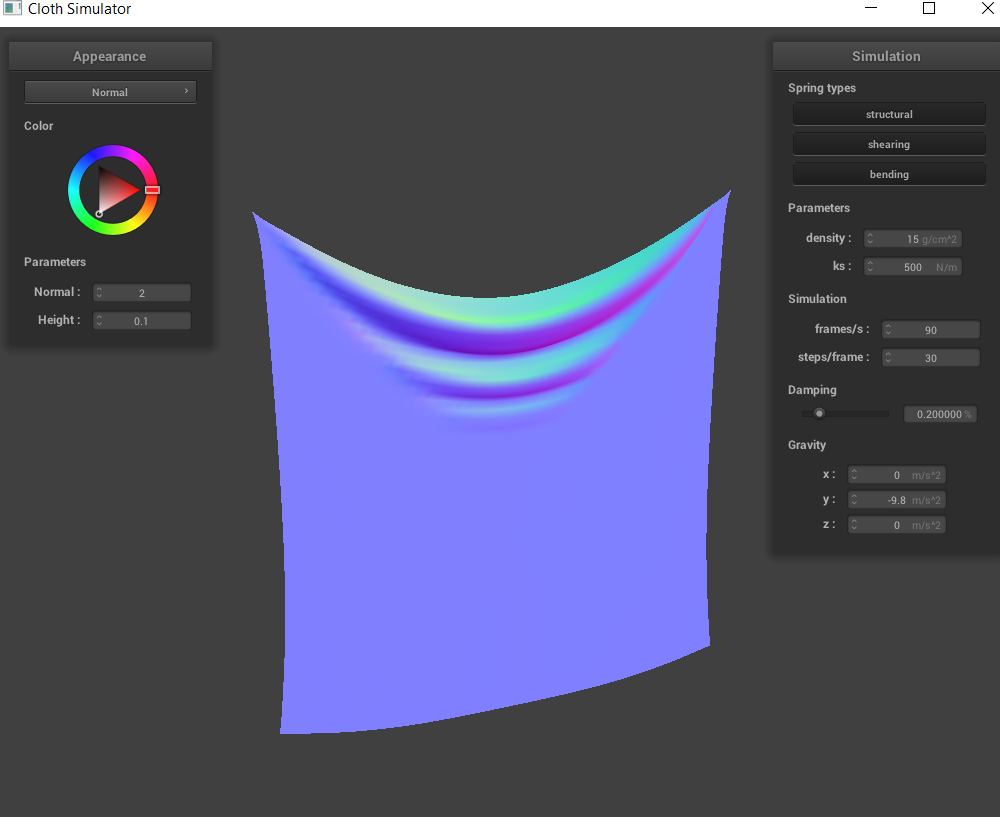 Cloth Simulator
Appearance
Normal
Color
Parameters
Normal : 2
Height : 0.1
Simulation
Spring types
structural
shearing
bending
Parameters
density : 15 g/cm^2
ks : 500 N/m
Simulation
frames/s : 90
steps/frame : 30
Damping
0.200000 %
Gravity
x : 0 m/s^2
y : -9.8 m/s^2
z : 0 m/s^2